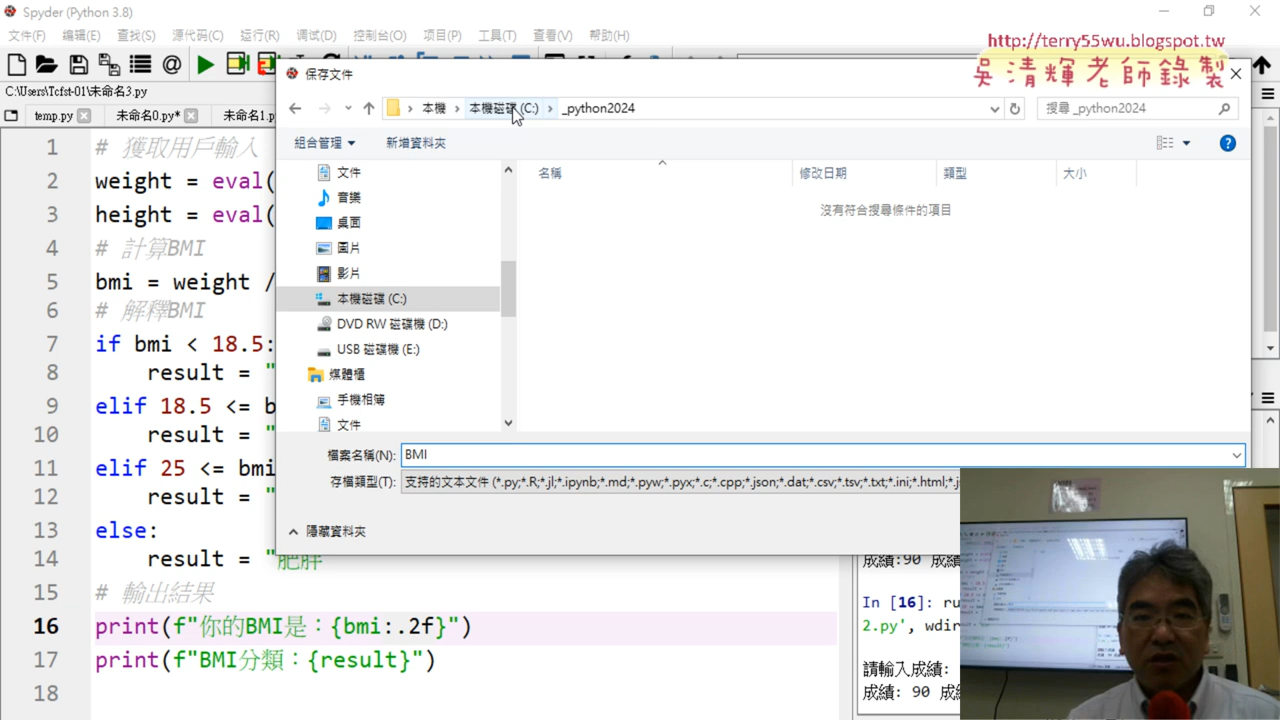 Spyder (Python 3.8)
文件(F) 编辑(E) 查找(S) 源代码(C) 运行(R) 调试(D) 控制台(O) 项目(P) 工具(T) 查看(V) 帮助(H)
http://terry55wu.blogspot.tw
吳清輝老師錄製
C:\Users\Tcfst-01\未命名3.py
temp.py
未命名0.py*
未命名1.p
保存文件
本機 > 本機磁碟 (C:) > _python2024
搜尋 _python2024
組合管理
新增資料夾
文件
音樂
桌面
圖片
影片
本機磁碟 (C:)
DVD RW 磁碟機 (D:)
USB 磁碟機 (E:)
媒體櫃
手機相簿
文件
名稱 修改日期 類型 大小
沒有符合搜尋條件的項目
檔案名稱(N): BMI
存檔類型(T): 支持的文本文件 (*.py;*.R;*.jl;*.ipynb;*.md;*.pyw;*.pyx;*.c;*.cpp;*.json;*.dat;*.csv;*.tsv;*.txt;*.ini;*.html;*.j
隱藏資料夾
1 # 獲取用戶輸入
2 weight = eval(
3 height = eval(
4 # 計算BMI
5 bmi = weight /
6 # 解釋BMI
7 if bmi < 18.5:
8 result = "
9 elif 18.5 <= b
10 result = "
11 elif 25 <= bmi
12 result = "
13 else:
14 result = "肥胖
15 # 輸出結果
16 print(f"你的BMI是：{bmi:.2f}")
17 print(f"BMI分類：{result}")
18
成績:90 成績
In [16]: ru
2.py', wdir
請輸入成績:
成績: 90 成績